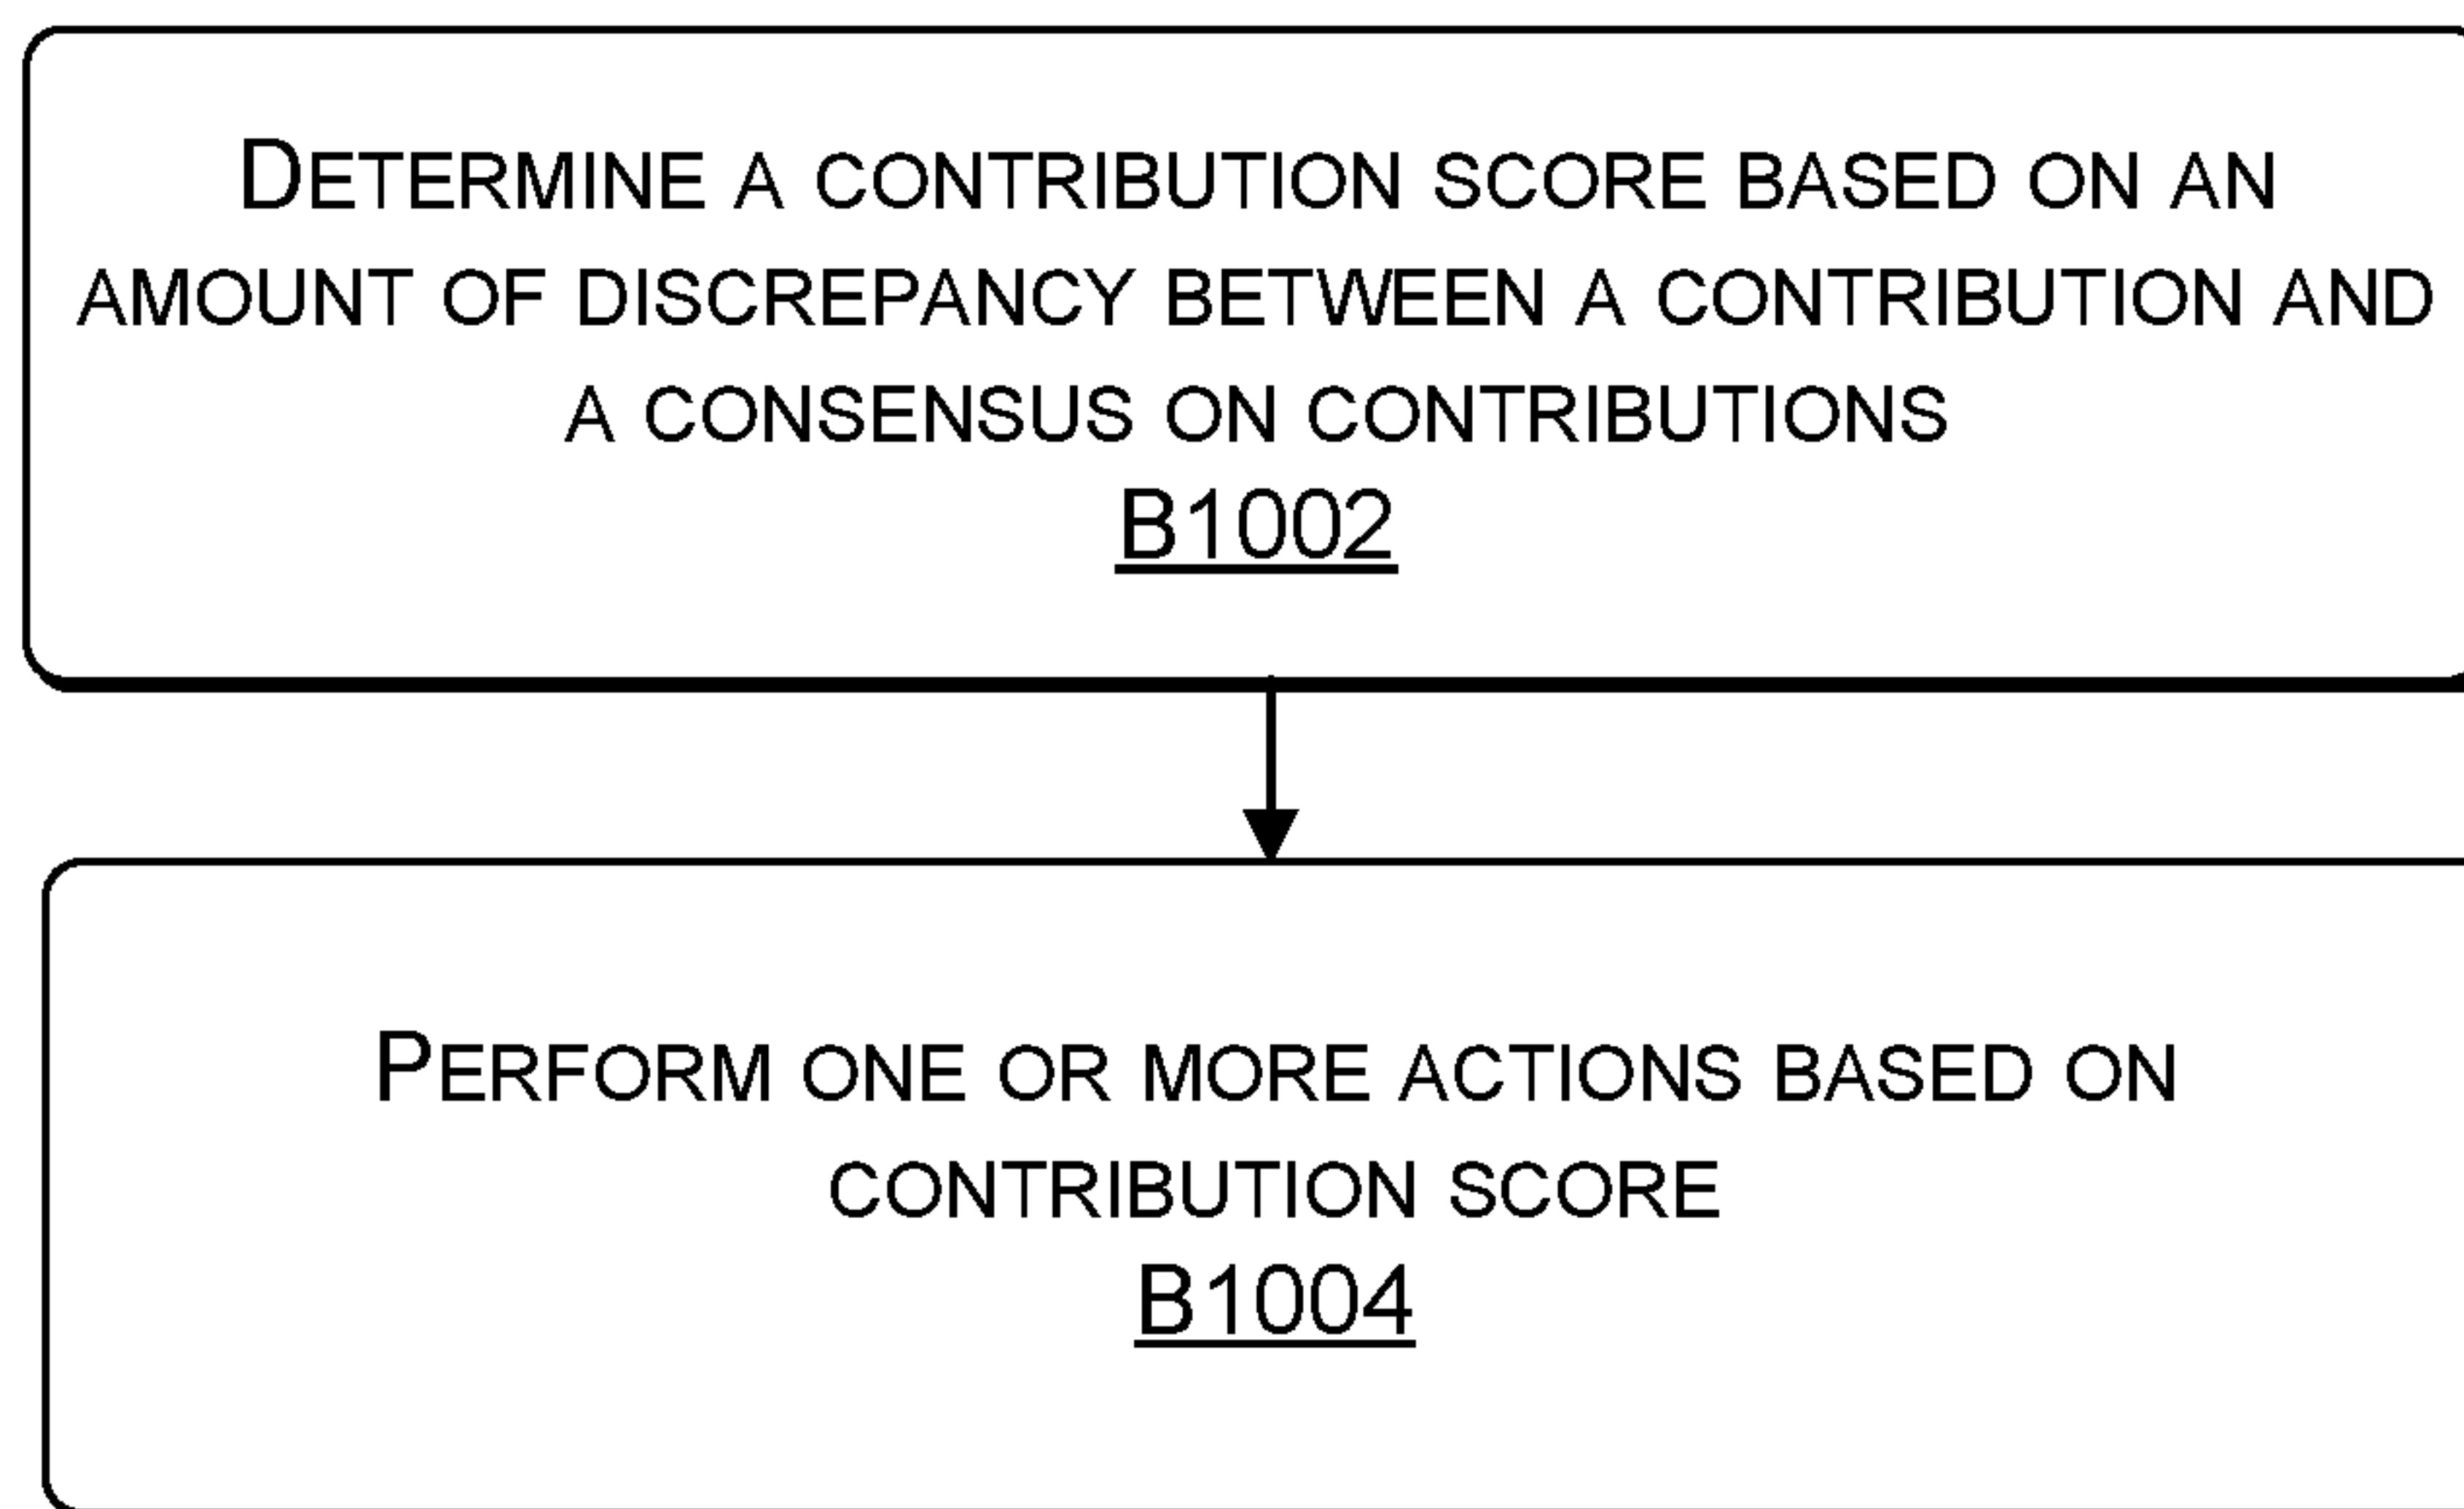 Determine a contribution score based on an
amount of discrepancy between a contribution and
a consensus on contributions
B1002
Perform one or more actions based on
contribution score
B1004